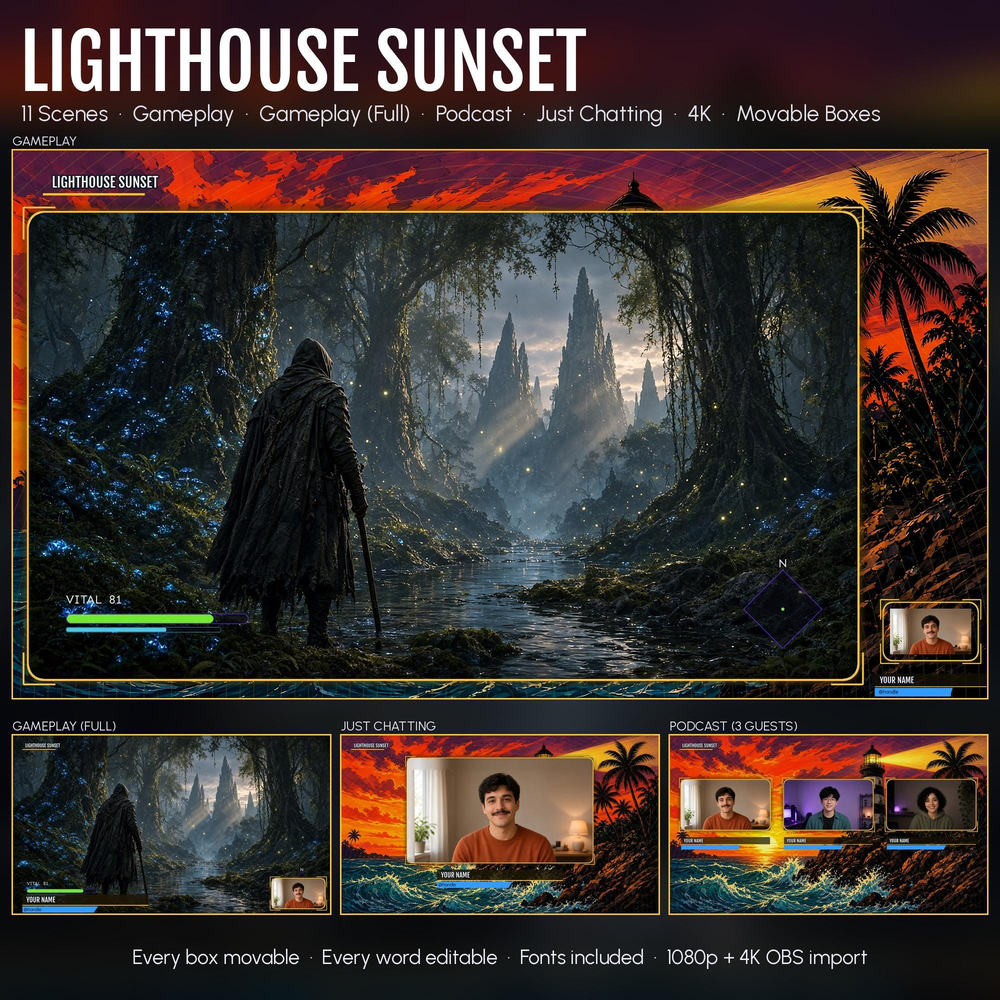 LIGHTHOUSE SUNSET
11 Scenes · Gameplay · Gameplay (Full) · Podcast · Just Chatting · 4K · Movable Boxes
GAMEPLAY
LIGHTHOUSE SUNSET
VITAL 81
N
YOUR NAME
@handle
GAMEPLAY (FULL)
JUST CHATTING
PODCAST (3 GUESTS)
LIGHTHOUSE SUNSET
LIGHTHOUSE SUNSET
LIGHTHOUSE SUNSET
VITAL 81
YOUR NAME
@handle
YOUR NAME
@handle
YOUR NAME
YOUR NAME
YOUR NAME
Every box movable · Every word editable · Fonts included · 1080p + 4K OBS import